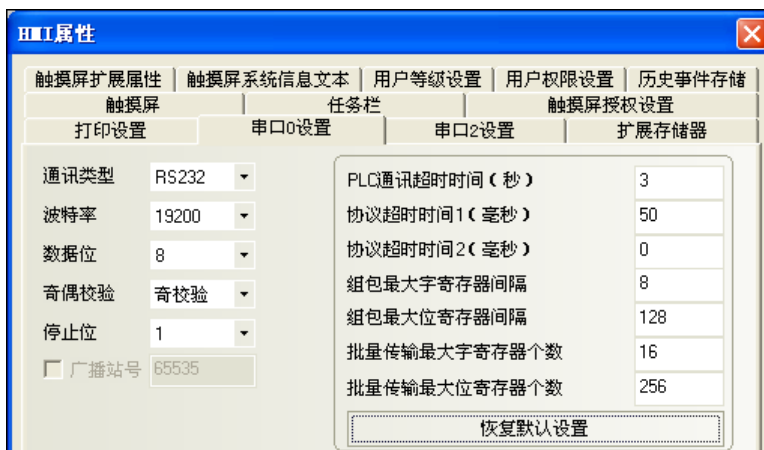 HMI属性
触摸屏扩展属性 触摸屏系统信息文本 用户等级设置 用户权限设置 历史事件存储
触摸屏 任务栏 触摸屏授权设置
打印设置 串口0设置 串口2设置 扩展存储器
通讯类型 RS232
波特率 19200
数据位 8
奇偶校验 奇校验
停止位 1
广播站号 65535
PLC通讯超时时间(秒) 3
协议超时时间1(毫秒) 50
协议超时时间2(毫秒) 0
组包最大字寄存器间隔 8
组包最大位寄存器间隔 128
批量传输最大字寄存器个数 16
批量传输最大位寄存器个数 256
恢复默认设置